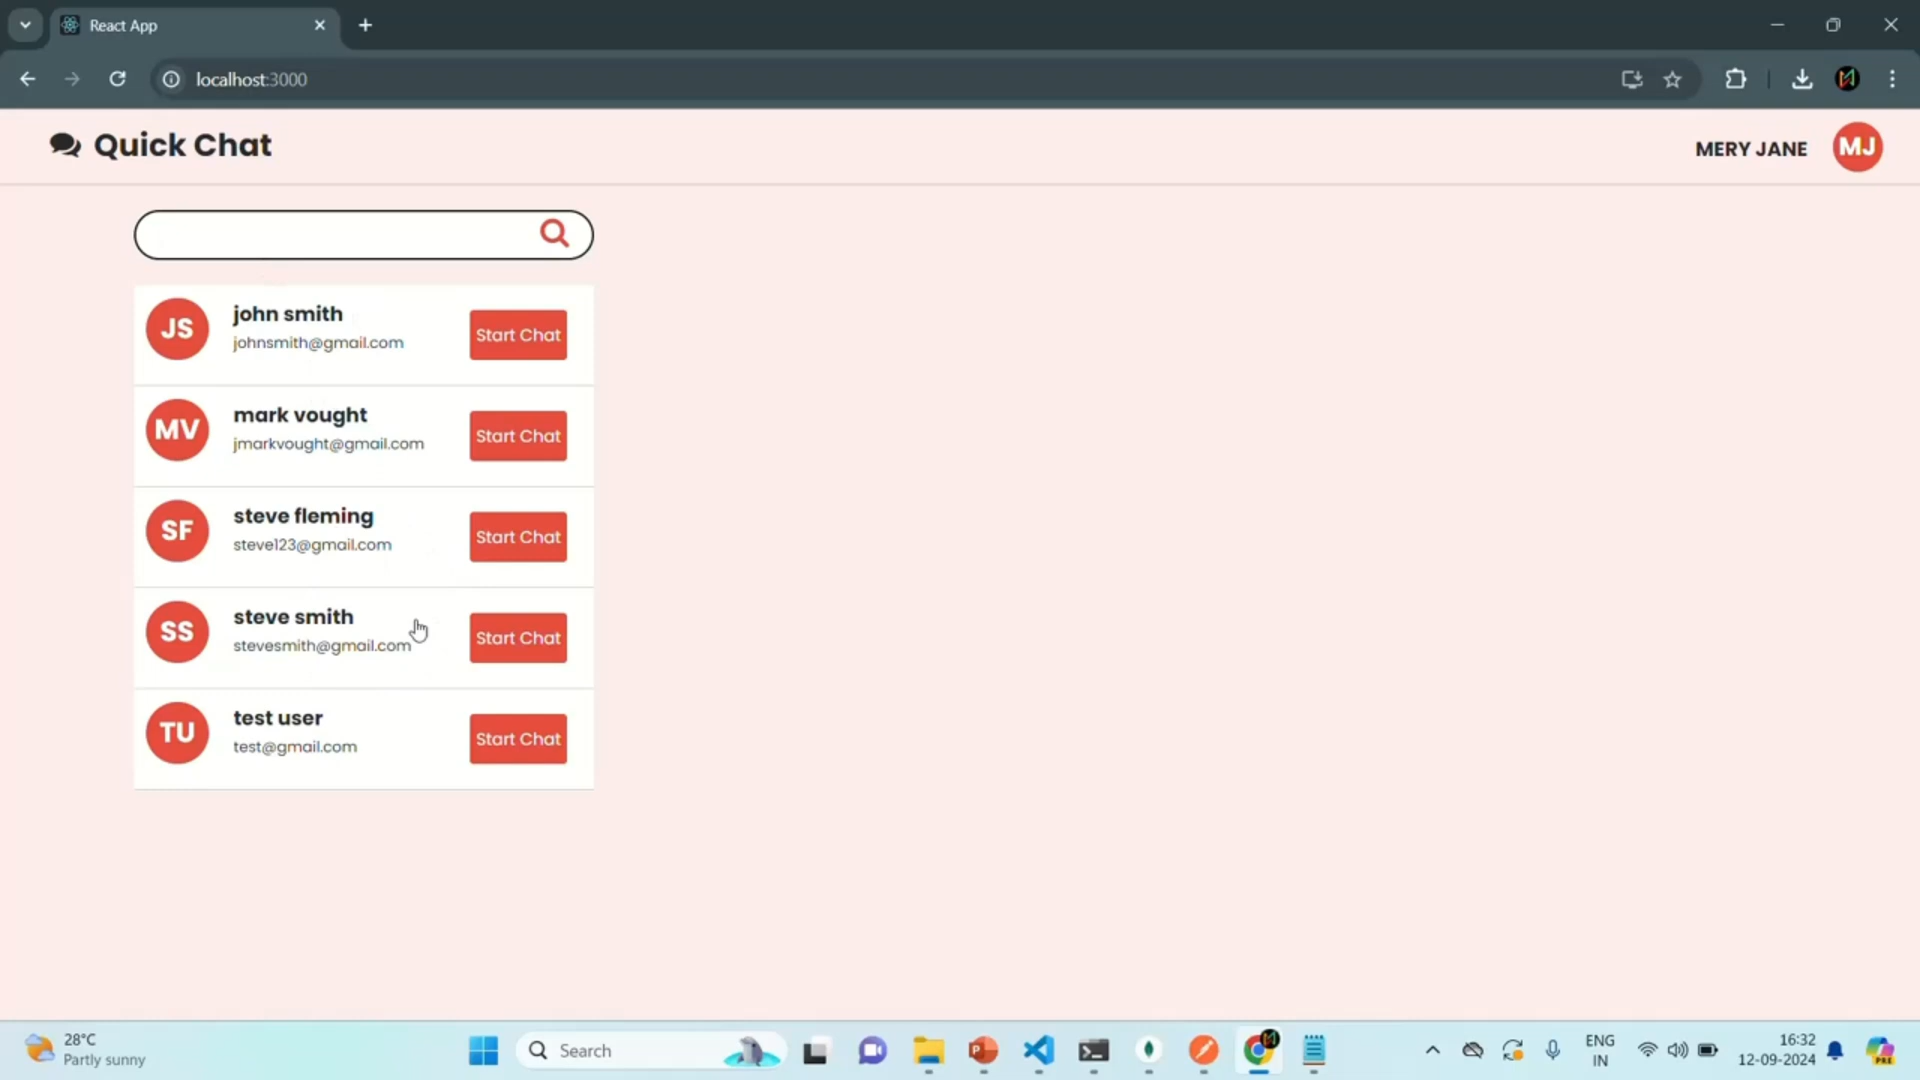 React App
localhost:3000
Quick Chat
MERY JANE
MJ
JS
john smith
johnsmith@gmail.com
Start Chat
MV
mark vought
jmarkvought@gmail.com
Start Chat
SF
steve fleming
steve123@gmail.com
Start Chat
SS
steve smith
stevesmith@gmail.com
Start Chat
TU
test user
test@gmail.com
Start Chat
28°C
Partly sunny
Search
ENG
IN
16:32
12-09-2024
PRE